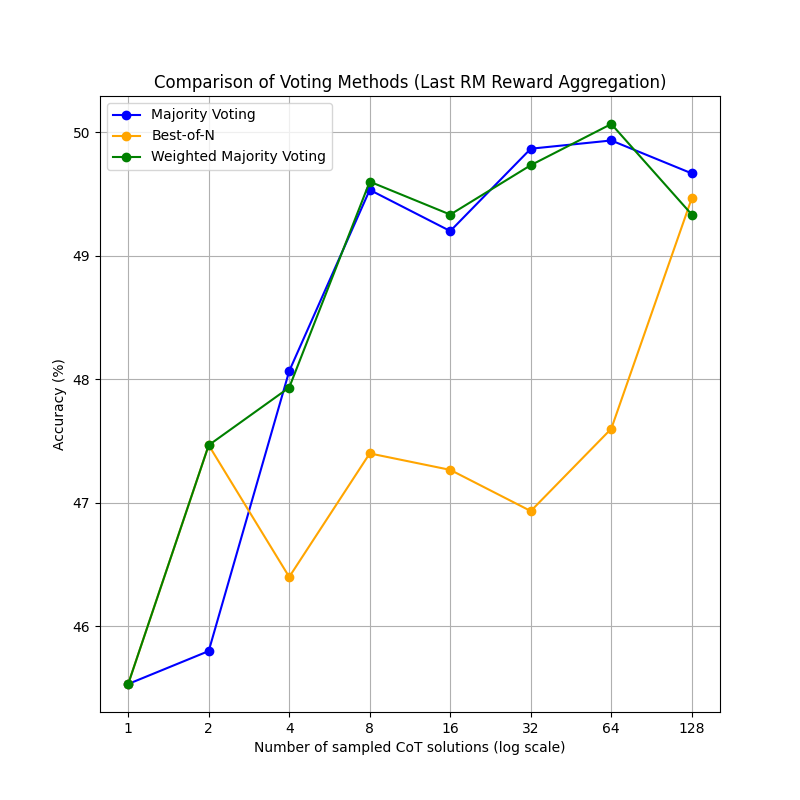 Comparison of Voting Methods (Last RM Reward Aggregation)
Majority Voting
Best-of-N
Weighted Majority Voting
50
49
48
47
46
Accuracy (%)
1 2 4 8 16 32 64 128
Number of sampled CoT solutions (log scale)